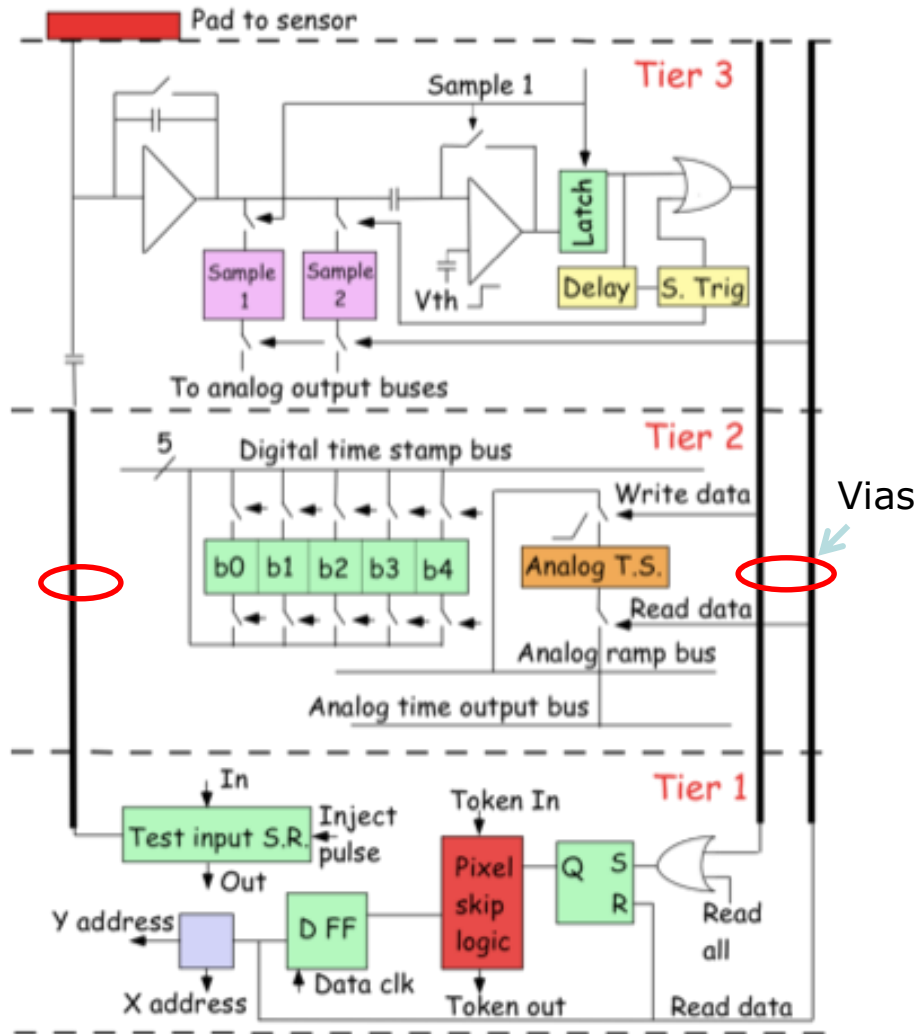 Pad to sensor
Tier 3
Sample 1
Latch
Sample
1
Sample
2
Vth
Delay
S. Trig
To analog output buses
Tier 2
5
Digital time stamp bus
Write data
Vias
b0 b1 b2 b3 b4
Analog T.S.
Read data
Analog ramp bus
Analog time output bus
Tier 1
In
Token In
Test input S.R.
Inject
pulse
Out
Pixel
skip
logic
Q S
R
Read
all
Y address
D FF
Data clk
X address
Token out
Read data